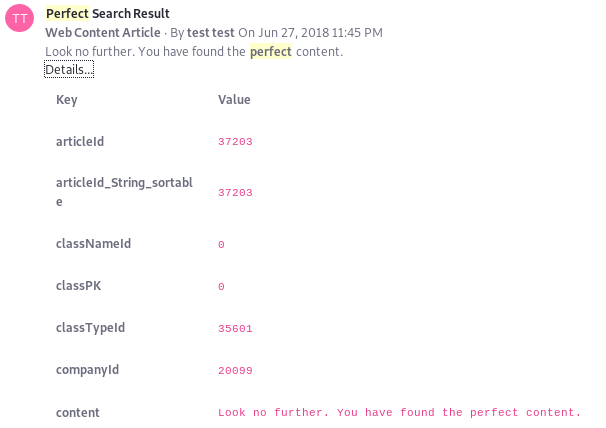 TT
Perfect Search Result
Web Content Article · By test test On Jun 27, 2018 11:45 PM
Look no further. You have found the perfect content.
Details...
Key Value
articleId 37203
articleId_String_sortabl
e 37203
classNameId 0
classPK 0
classTypeId 35601
companyId 20099
content Look no further. You have found the perfect content.